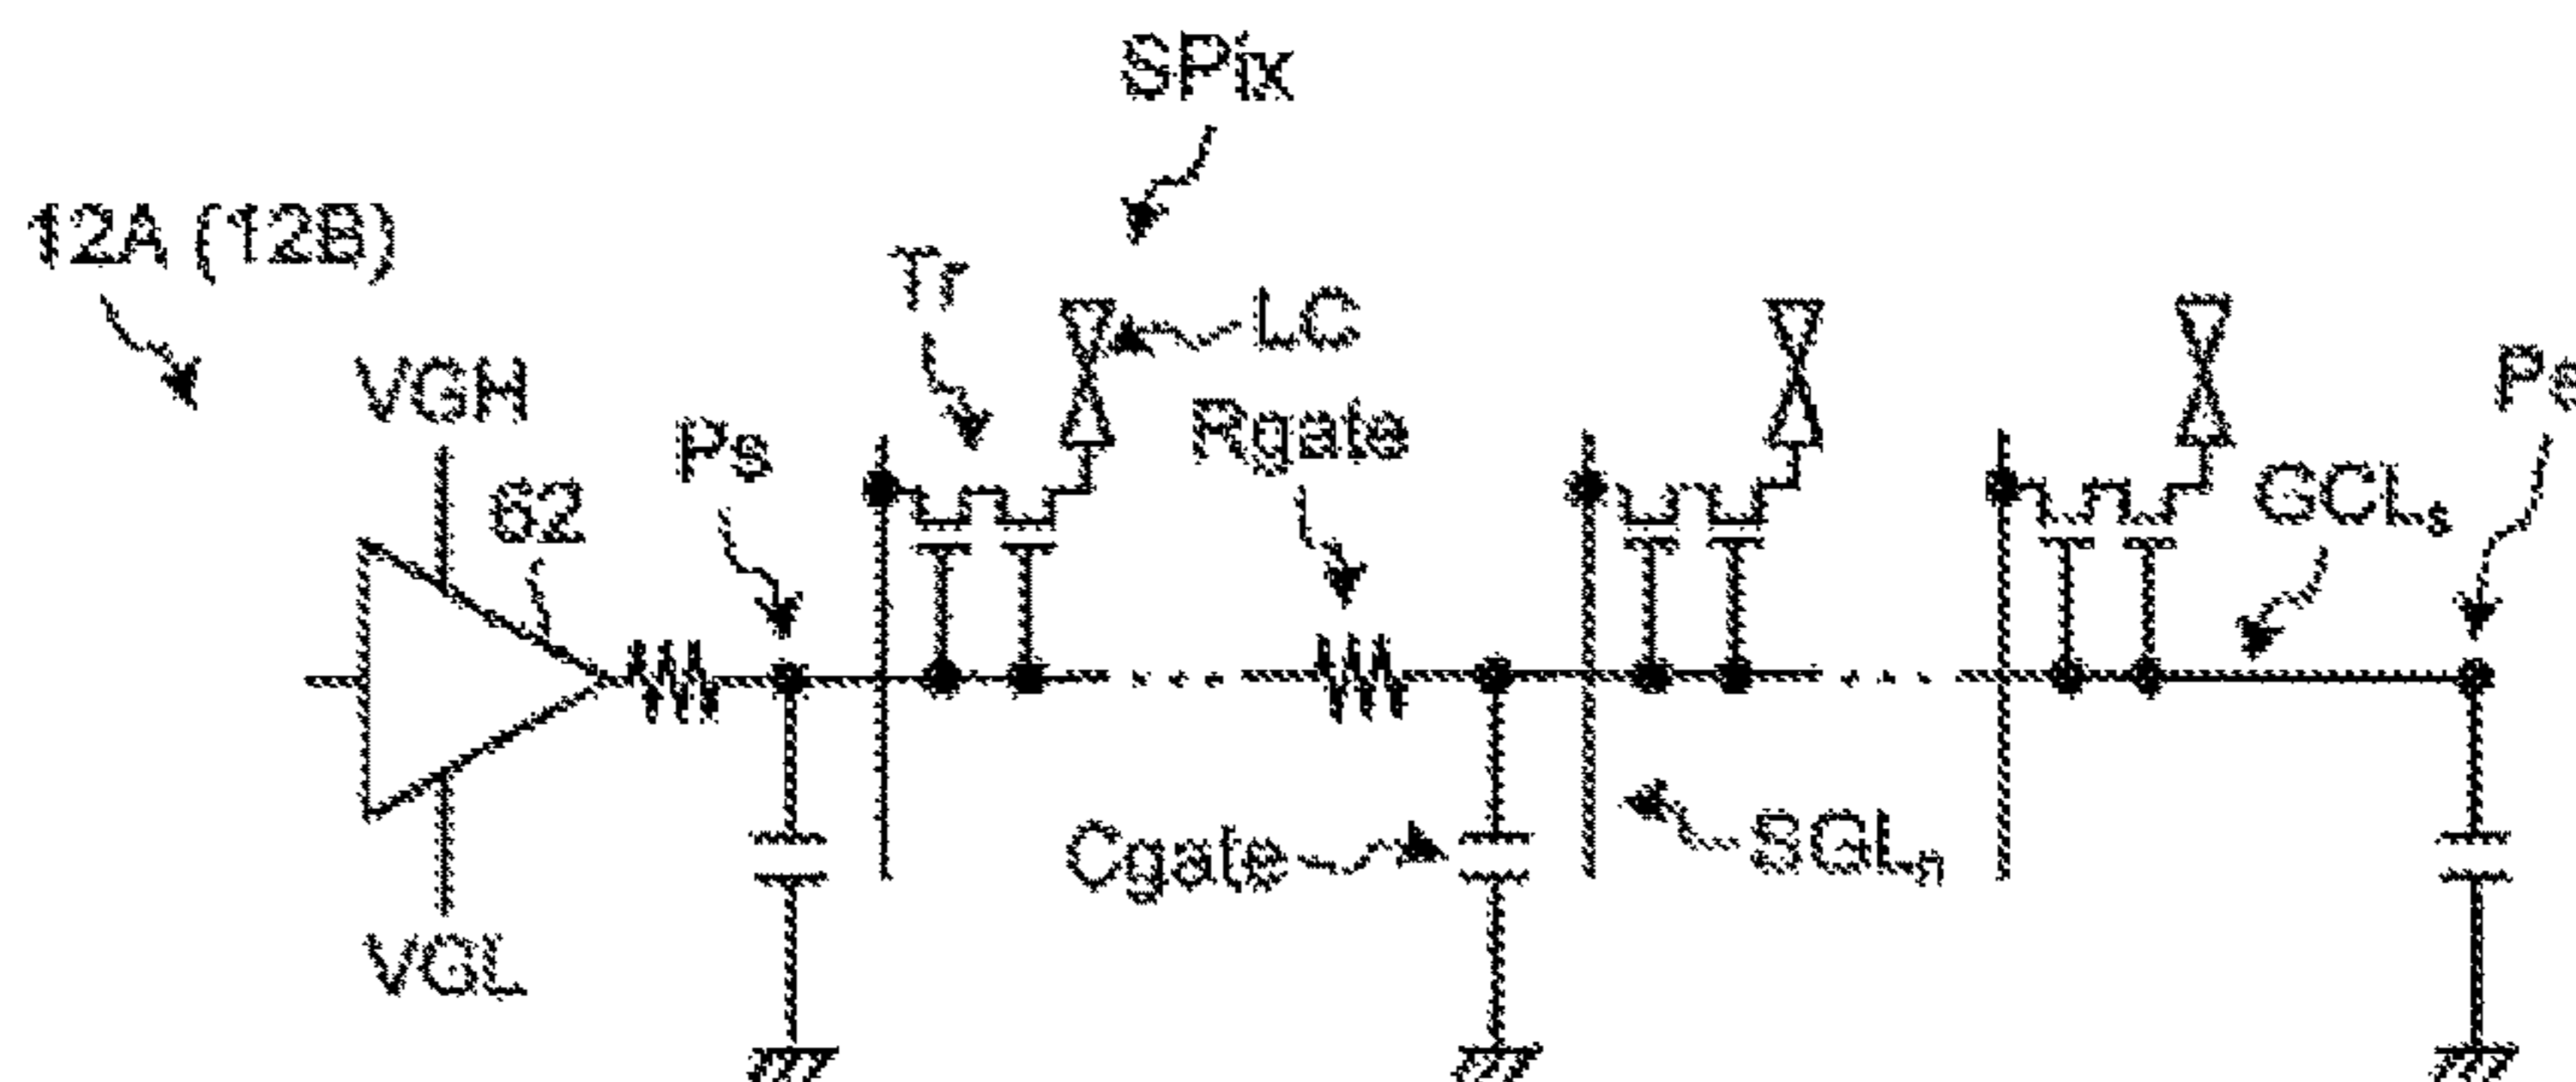 SPix
12A (12B)
Tr
LC
VGH
Ps
Rgate
62
GCLs
Cgate
SGLn
VGL